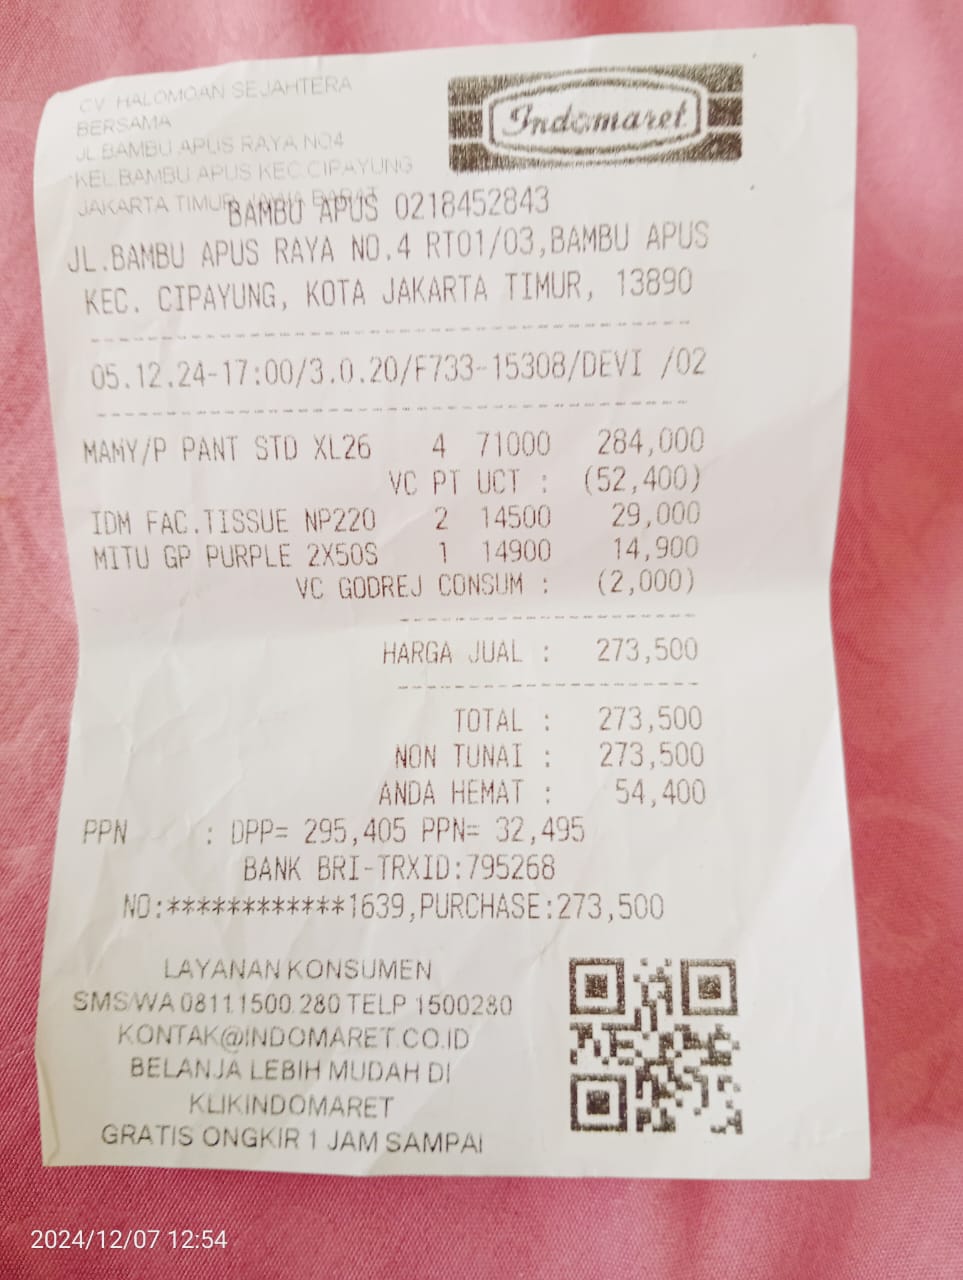 CV. HALOMOAN SEJAHTERA
BERSAMA
JL.BAMBU APUS RAYA NO4
KEL.BAMBU APUS KEC.CIPAYUNG
JAKARTA TIMUR, JAWA BARAT
Indomaret
BAMBU APUS 0218452843
JL.BAMBU APUS RAYA NO.4 RT01/03,BAMBU APUS
KEC. CIPAYUNG, KOTA JAKARTA TIMUR, 13890
05.12.24-17:00/3.0.20/F733-15308/DEVI /02
MAMY/P PANT STD XL26 4 71000 284,000
VC PT UCT : (52,400)
IDM FAC.TISSUE NP220 2 14500 29,000
MITU GP PURPLE 2X50S 1 14900 14,900
VC GODREJ CONSUM : (2,000)
HARGA JUAL : 273,500
TOTAL : 273,500
NON TUNAI : 273,500
ANDA HEMAT : 54,400
PPN : DPP= 295,405 PPN= 32,495
BANK BRI-TRXID:795268
NO:************1639,PURCHASE:273,500
LAYANAN KONSUMEN
SMS/WA 0811.1500.280 TELP 1500280
KONTAK@INDOMARET.CO.ID
BELANJA LEBIH MUDAH DI
KLIKINDOMARET
GRATIS ONGKIR 1 JAM SAMPAI
2024/12/07 12:54